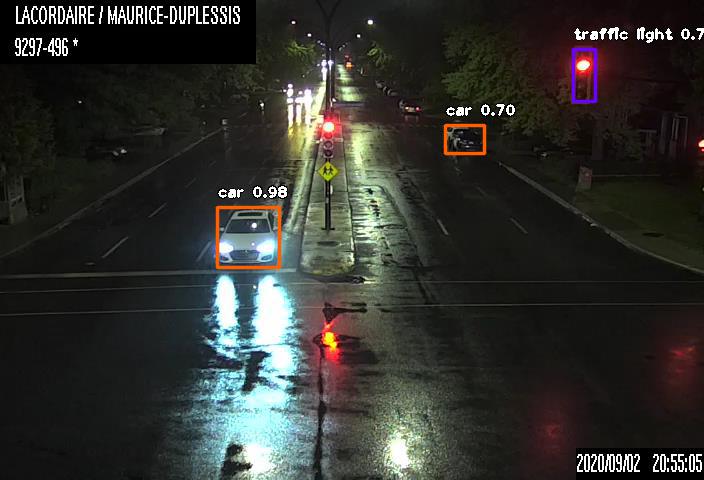 LACORDAIRE / MAURICE-DUPLESSIS
9297-496 *
traffic light 0.7
car 0.70
car 0.98
2020/09/02 20:55:05